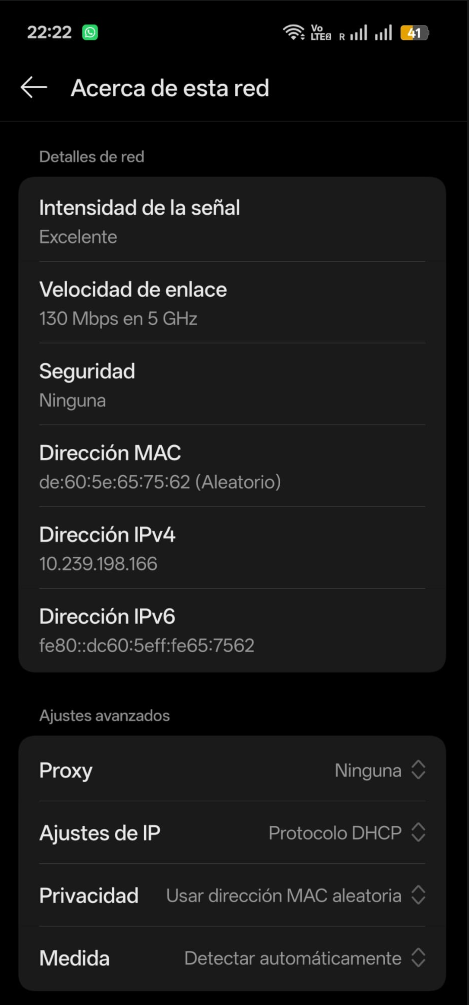 22:22
Vo
LTE
R
41
Acerca de esta red
Detalles de red
Intensidad de la señal
Excelente
Velocidad de enlace
130 Mbps en 5 GHz
Seguridad
Ninguna
Dirección MAC
de:60:5e:65:75:62 (Aleatorio)
Dirección IPv4
10.239.198.166
Dirección IPv6
fe80::dc60:5eff:fe65:7562
Ajustes avanzados
Proxy Ninguna
Ajustes de IP Protocolo DHCP
Privacidad Usar dirección MAC aleatoria
Medida Detectar automáticamente